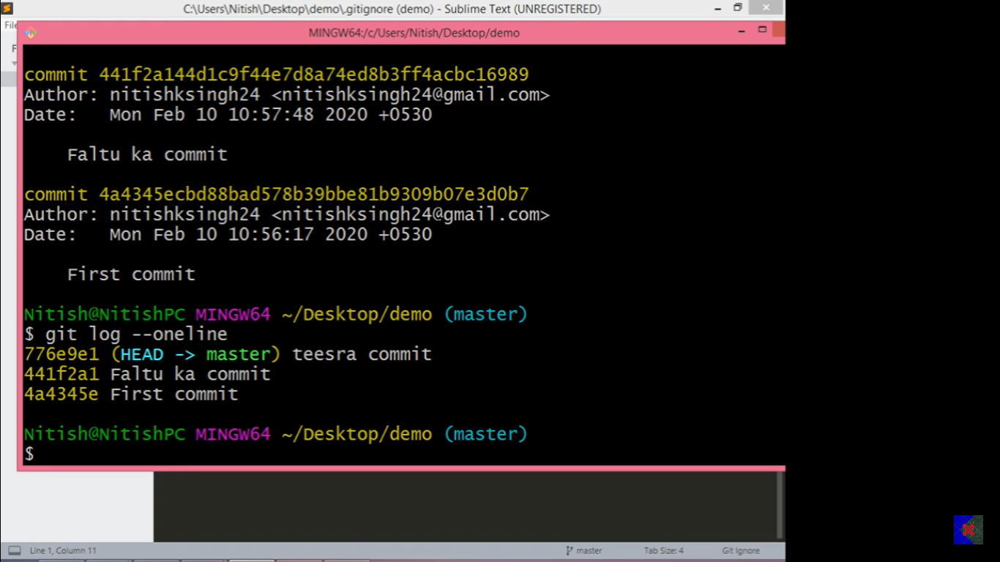 C:\Users\Nitish\Desktop\demo\.gitignore (demo) - Sublime Text (UNREGISTERED)
File
MINGW64:/c/Users/Nitish/Desktop/demo
F
commit 441f2a144d1c9f44e7d8a74ed8b3ff4acbc16989
Author: nitishksingh24 <nitishksingh24@gmail.com>
Date:   Mon Feb 10 10:57:48 2020 +0530
Faltu ka commit
commit 4a4345ecbd88bad578b39bbe81b9309b07e3d0b7
Author: nitishksingh24 <nitishksingh24@gmail.com>
Date:   Mon Feb 10 10:56:17 2020 +0530
First commit
Nitish@NitishPC MINGW64 ~/Desktop/demo (master)
$ git log --oneline
776e9e1 (HEAD -> master) teesra commit
441f2a1 Faltu ka commit
4a4345e First commit
Nitish@NitishPC MINGW64 ~/Desktop/demo (master)
$
Line 1, Column 11 master Tab Size: 4 Git Ignore